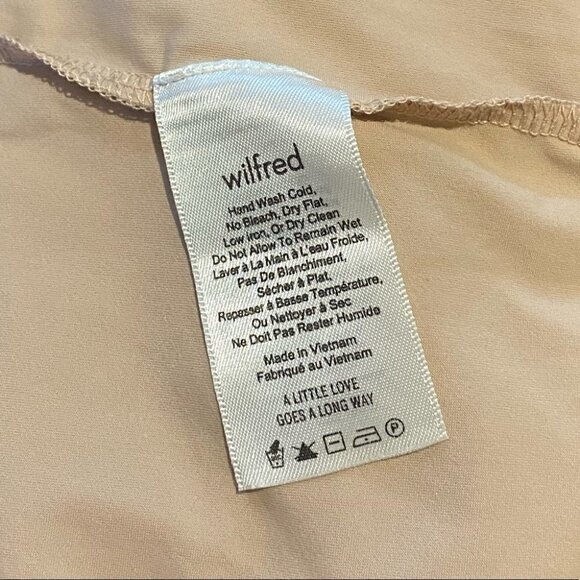 wilfred
Hand Wash Cold,
No Bleach, Dry Flat,
Low Iron, Or Dry Clean
Do Not Allow To Remain Wet
Laver à La Main à L'eau Froide,
Pas De Blanchiment,
Sécher à Plat,
Repasser à Basse Température,
Ou Nettoyer à Sec
Ne Doit Pas Rester Humide
Made in Vietnam
Fabriqué au Vietnam
A LITTLE LOVE
GOES A LONG WAY
P